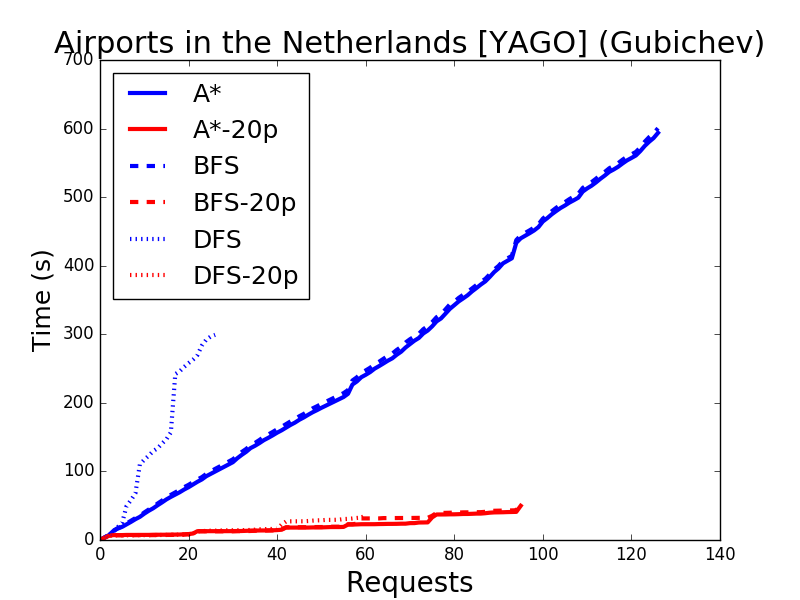 Airports in the Netherlands [YAGO] (Gubichev)
700
600
500
400
300
200
100
0
Time (s)
A*
A*-20p
BFS
BFS-20p
DFS
DFS-20p
0 20 40 60 80 100 120 140
Requests